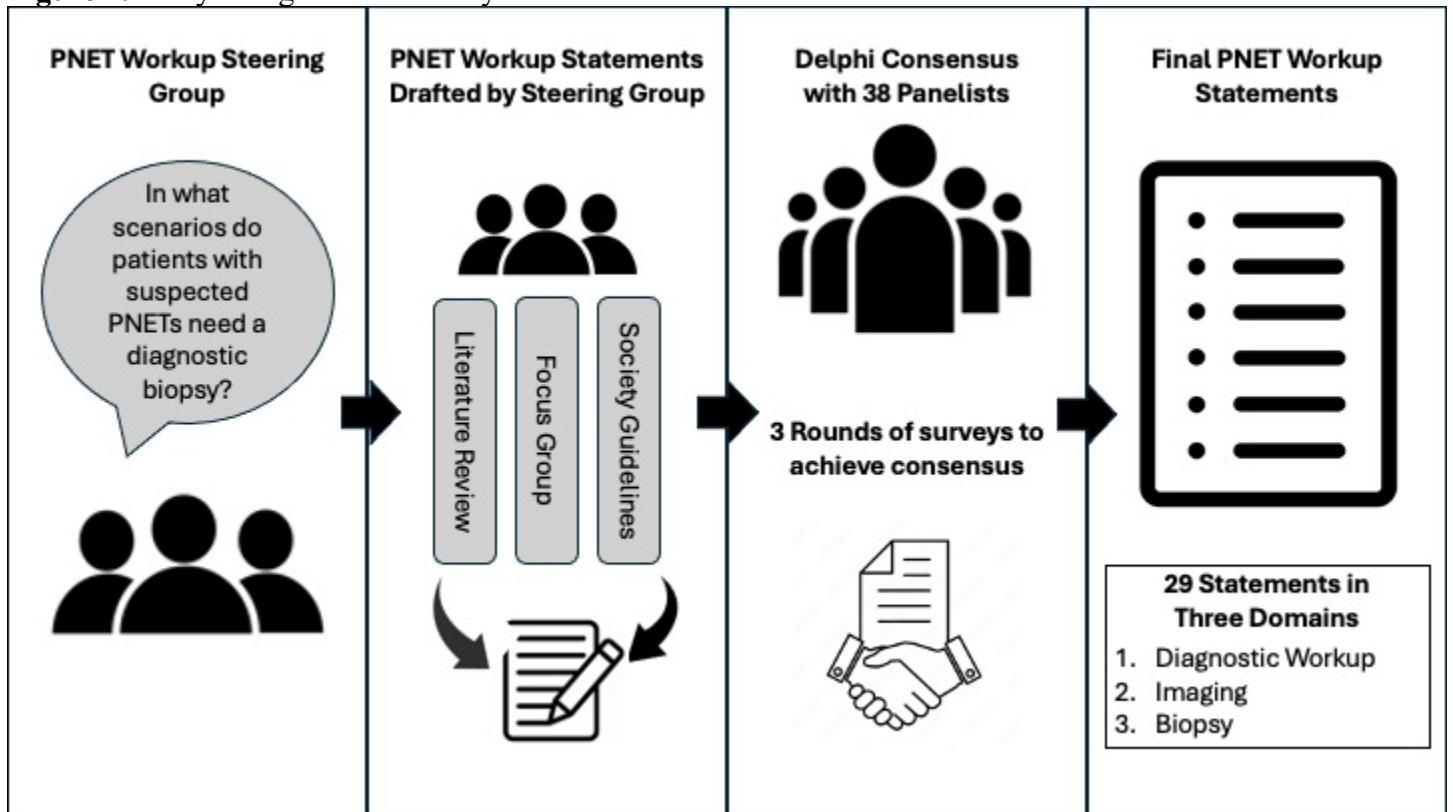 PNET Workup Steering
Group
In what
scenarios do
patients with
suspected
PNETs need a
diagnostic
biopsy?
PNET Workup Statements
Drafted by Steering Group
Literature Review
Focus Group
Society Guidelines
Delphi Consensus
with 38 Panelists
3 Rounds of surveys to
achieve consensus
Final PNET Workup
Statements
29 Statements in
Three Domains
1. Diagnostic Workup
2. Imaging
3. Biopsy